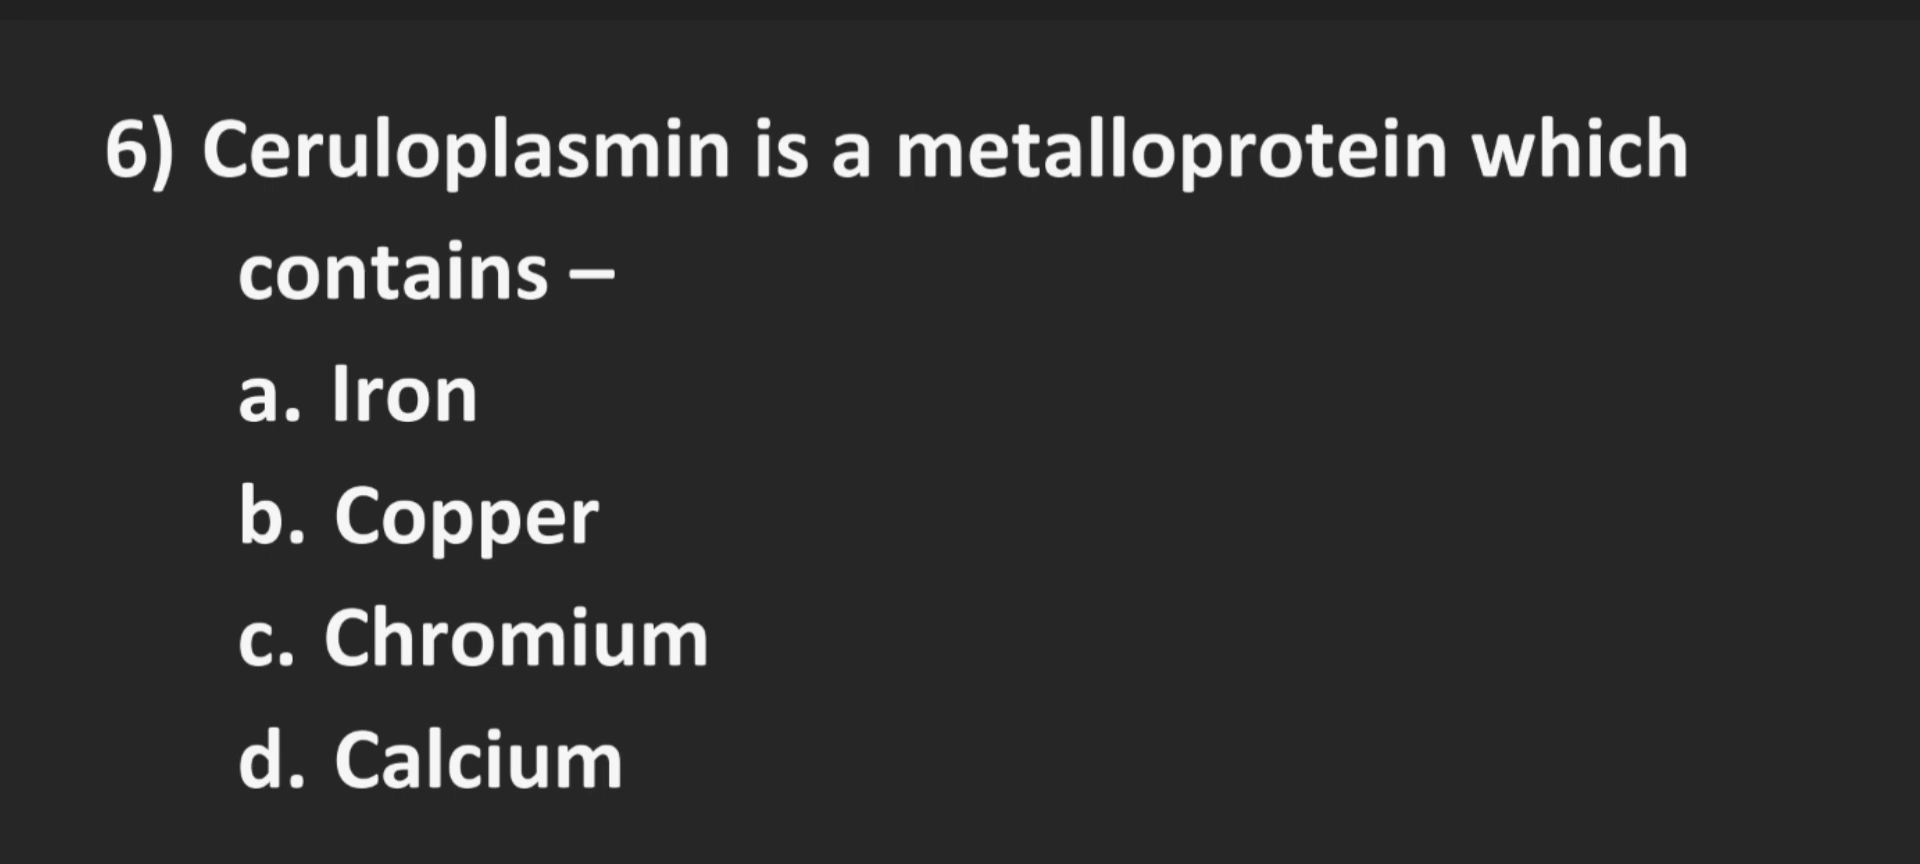 6) Ceruloplasmin is a metalloprotein which
contains –
a. Iron
b. Copper
c. Chromium
d. Calcium